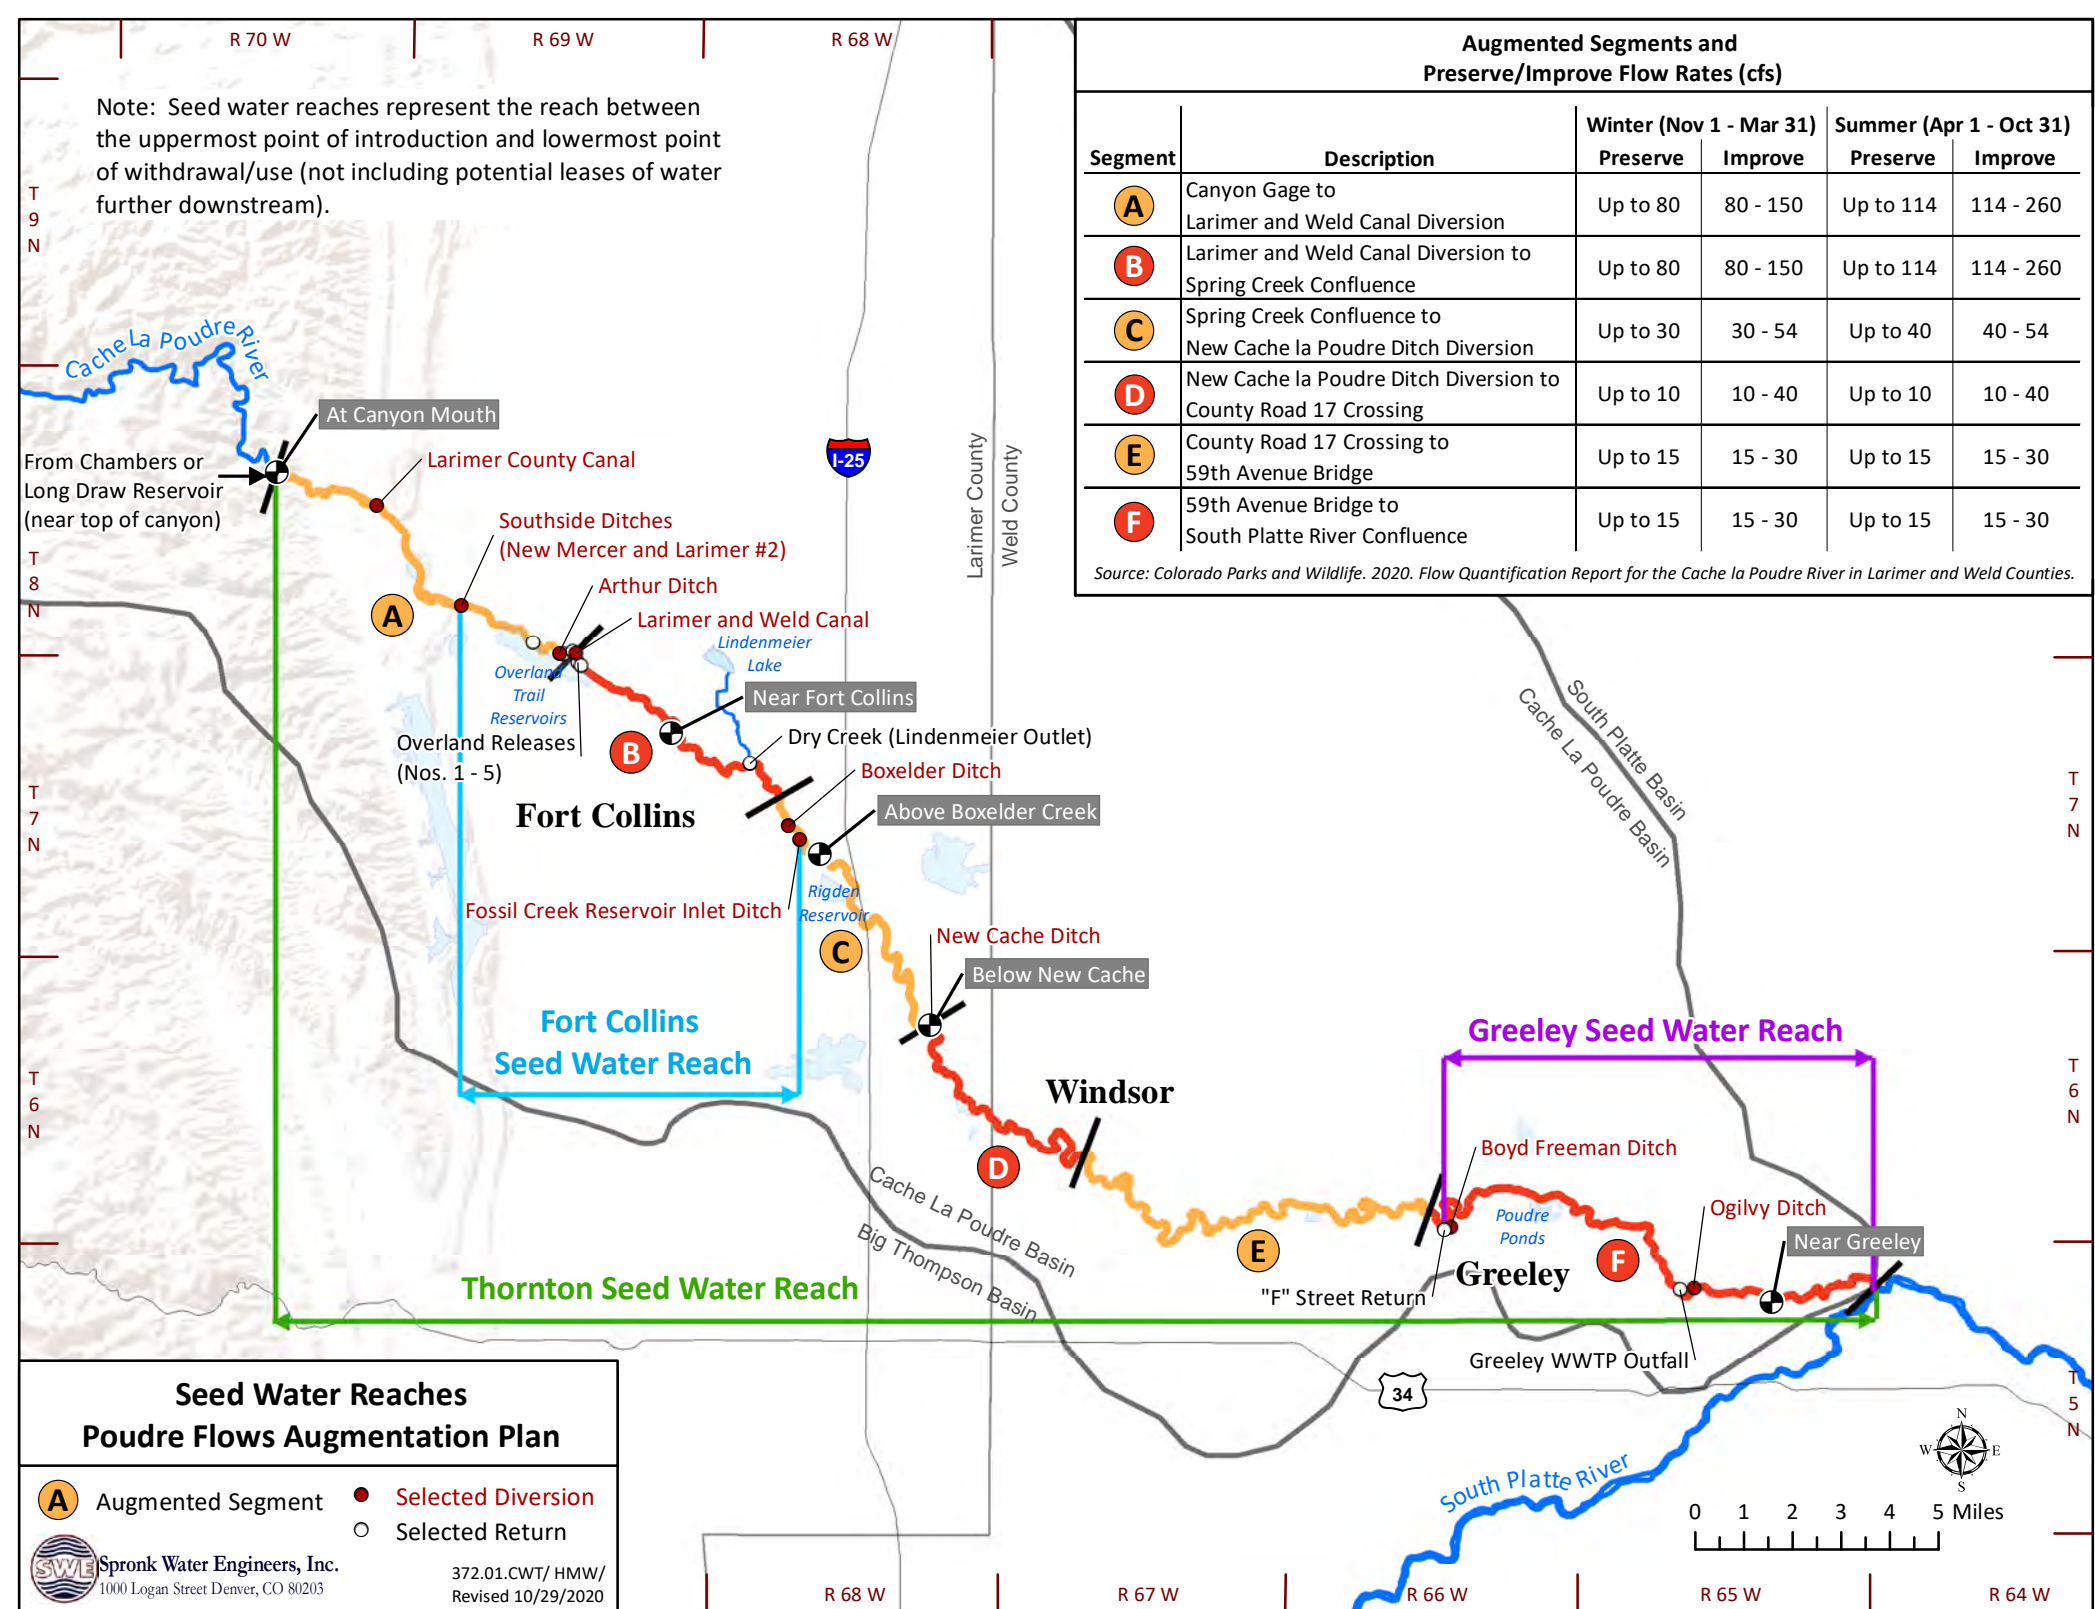 R 70 W
R 69 W
R 68 W
Augmented Segments and
Preserve/Improve Flow Rates (cfs)
Winter (Nov 1 - Mar 31) Summer (Apr 1 - Oct 31)
Segment Description Preserve Improve Preserve Improve
A Canyon Gage to
Larimer and Weld Canal Diversion Up to 80 80 - 150 Up to 114 114 - 260
B Larimer and Weld Canal Diversion to
Spring Creek Confluence Up to 80 80 - 150 Up to 114 114 - 260
C Spring Creek Confluence to
New Cache la Poudre Ditch Diversion Up to 30 30 - 54 Up to 40 40 - 54
D New Cache la Poudre Ditch Diversion to
County Road 17 Crossing Up to 10 10 - 40 Up to 10 10 - 40
E County Road 17 Crossing to
59th Avenue Bridge Up to 15 15 - 30 Up to 15 15 - 30
F 59th Avenue Bridge to
South Platte River Confluence Up to 15 15 - 30 Up to 15 15 - 30
Source: Colorado Parks and Wildlife. 2020. Flow Quantification Report for the Cache la Poudre River in Larimer and Weld Counties.
Note: Seed water reaches represent the reach between
the uppermost point of introduction and lowermost point
of withdrawal/use (not including potential leases of water
further downstream).
T
9
N
Cache La Poudre River
At Canyon Mouth
From Chambers or
Long Draw Reservoir
(near top of canyon)
Larimer County Canal
I-25
Larimer County
Weld County
Southside Ditches
(New Mercer and Larimer #2)
T
8
N
Arthur Ditch
A
Larimer and Weld Canal
Lindenmeier
Lake
Overland
Trail
Reservoirs
Near Fort Collins
Overland Releases
(Nos. 1 - 5)
B
Dry Creek (Lindenmeier Outlet)
Boxelder Ditch
Fort Collins
Above Boxelder Creek
South Platte Basin
Cache La Poudre Basin
T
7
N
T
7
N
Rigden
Reservoir
Fossil Creek Reservoir Inlet Ditch
C
New Cache Ditch
Below New Cache
Fort Collins
Seed Water Reach
Greeley Seed Water Reach
T
6
N
T
6
N
Windsor
D
Boyd Freeman Ditch
Cache La Poudre Basin
Big Thompson Basin
Poudre
Ponds
Ogilvy Ditch
Near Greeley
E
F
Greeley
"F" Street Return
Thornton Seed Water Reach
Greeley WWTP Outfall
34
T
5
N
South Platte River
N
W E
S
0 1 2 3 4 5 Miles
Seed Water Reaches
Poudre Flows Augmentation Plan
A Augmented Segment
Selected Diversion
Selected Return
SWE
Spronk Water Engineers, Inc.
1000 Logan Street Denver, CO 80203
372.01.CWT/ HMW/
Revised 10/29/2020
R 68 W
R 67 W
R 66 W
R 65 W
R 64 W